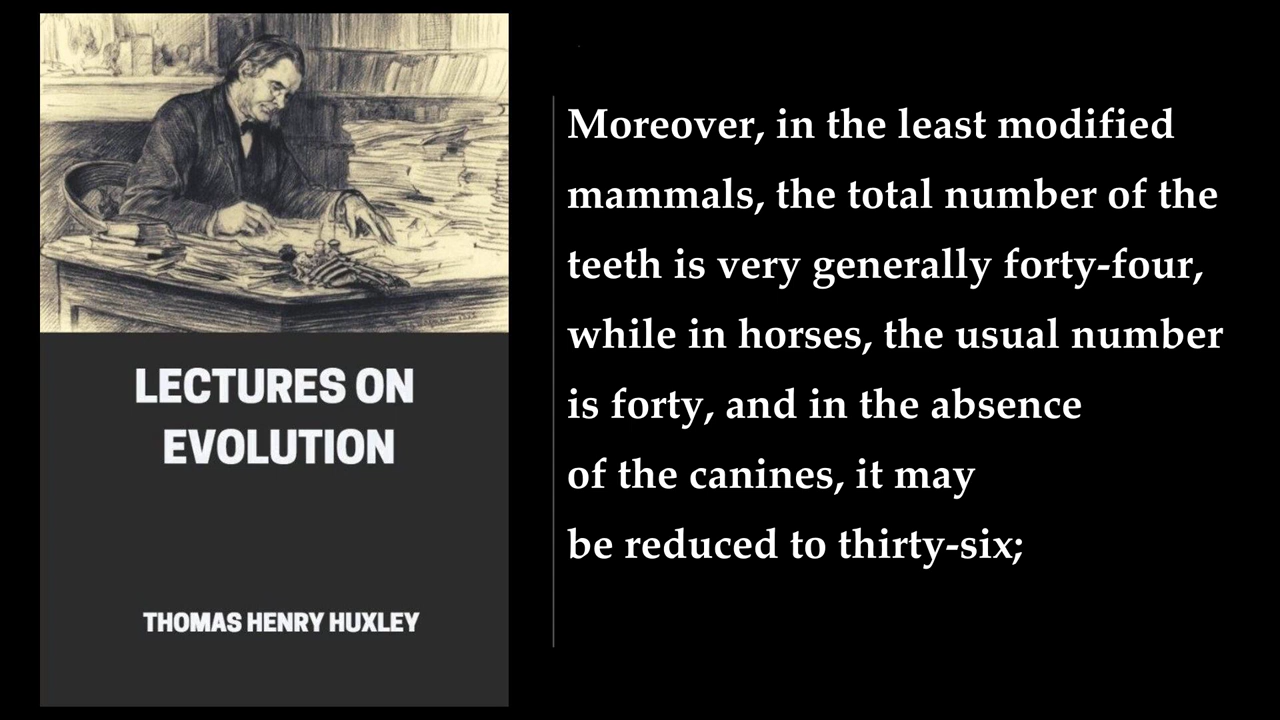 LECTURES ON
EVOLUTION
THOMAS HENRY HUXLEY
Moreover, in the least modified
mammals, the total number of the
teeth is very generally forty-four,
while in horses, the usual number
is forty, and in the absence
of the canines, it may
be reduced to thirty-six;